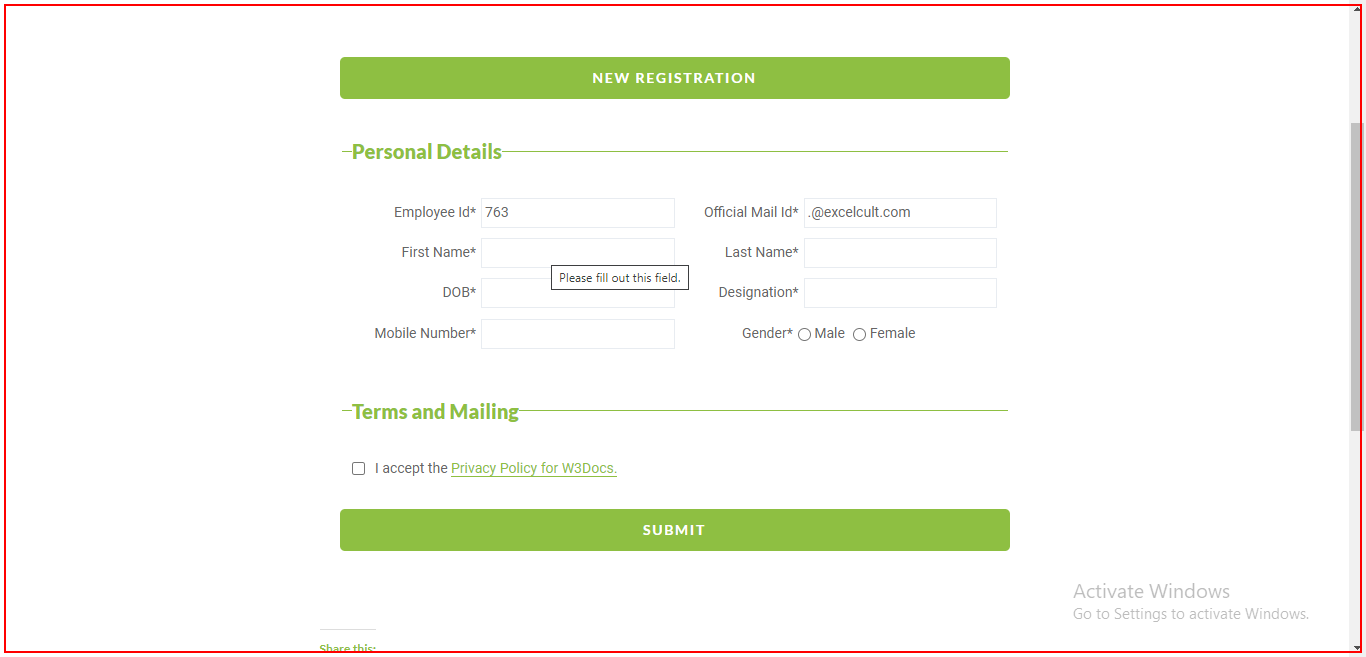 NEW REGISTRATION
Personal Details
Employee Id* 763 Official Mail Id* .@excelcult.com
First Name* Last Name*
Please fill out this field.
DOB* Designation*
Mobile Number* Gender* Male Female
Terms and Mailing
I accept the Privacy Policy for W3Docs.
SUBMIT
Activate Windows
Go to Settings to activate Windows.
Share this: